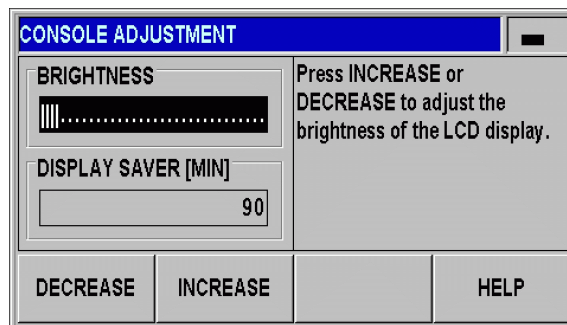 CONSOLE ADJUSTMENT
BRIGHTNESS
Press INCREASE or
DECREASE to adjust the
brightness of the LCD display.
DISPLAY SAVER [MIN]
90
DECREASE
INCREASE
HELP